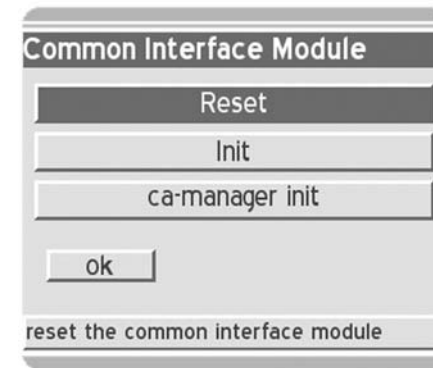 Common Interface Module
Reset
Init
ca-manager init
ok
reset the common interface module